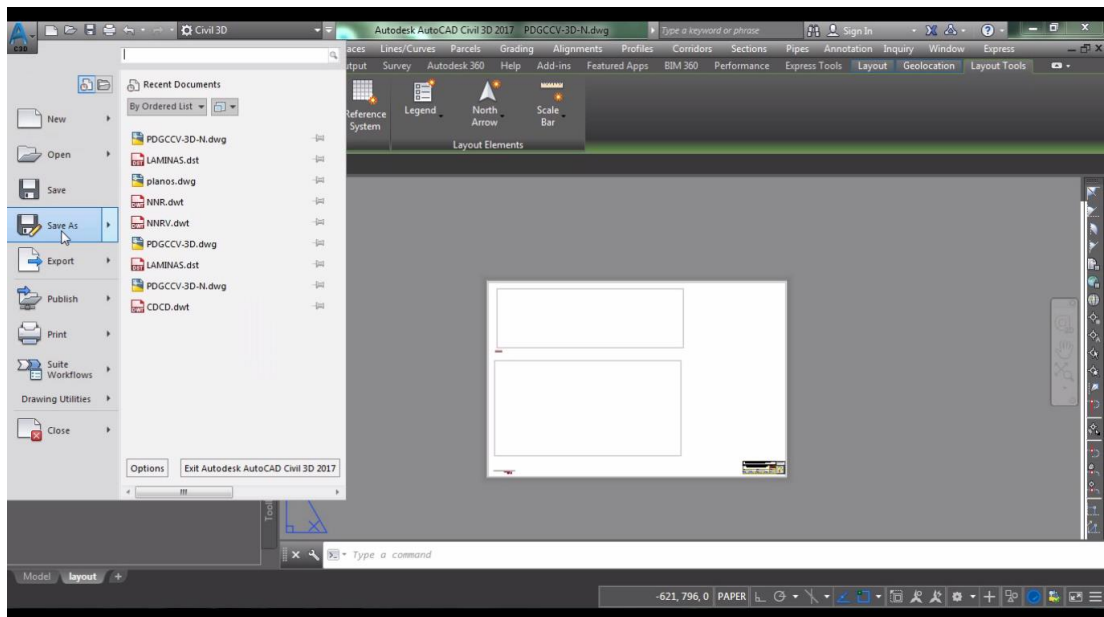 Civil 3D
Autodesk AutoCAD Civil 3D 2017 PDGCCV-3D-N.dwg
Type a keyword or phrase
Sign In
C3D
Lines/Curves Parcels Grading Alignments Profiles Corridors Sections Pipes Annotation Inquiry Window Express
Survey Autodesk 360 Help Add-ins Featured Apps BIM 360 Performance Express Tools Layout Geolocation Layout Tools
Recent Documents
By Ordered List
New
Open
Save
Save As
Export
Publish
Print
Suite
Workflows
Drawing Utilities
Close
PDGCCV-3D-N.dwg
LAMINAS.dst
planos.dwg
NNR.dwt
NNRV.dwt
PDGCCV-3D.dwg
LAMINAS.dst
PDGCCV-3D-N.dwg
CDCD.dwt
Options
Exit Autodesk AutoCAD Civil 3D 2017
Reference
System
Legend
North
Arrow
Scale
Bar
Layout Elements
Type a command
Model layout +
-621, 796, 0 PAPER